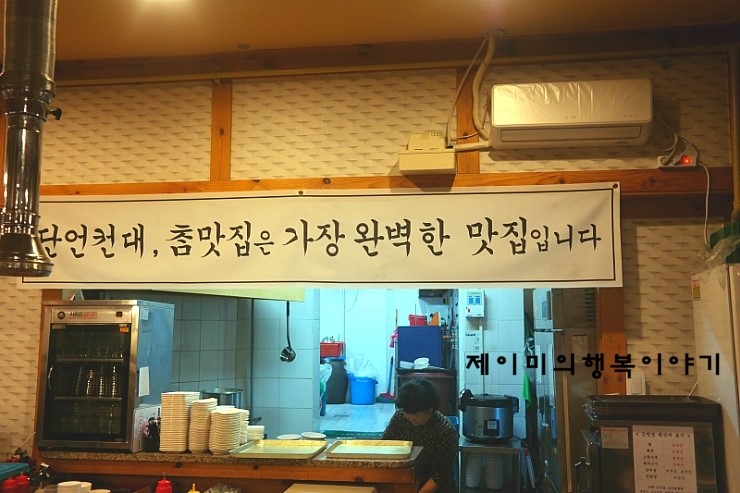 단언컨대, 참맛집은 가장 완벽한 맛집입니다
제이미의행복이야기